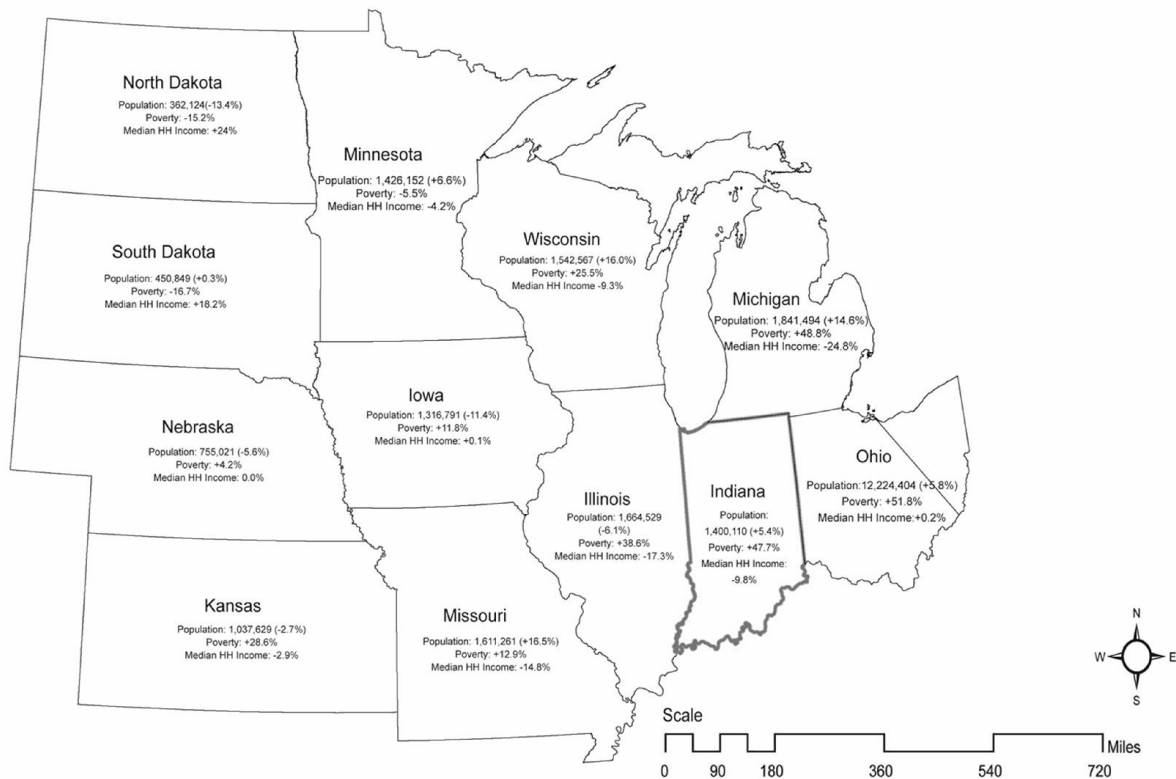 North Dakota
Population: 362,124(-13.4%)
Poverty: -15.2%
Median HH Income: +24%
Minnesota
Population: 1,426,152 (+6.6%)
Poverty: -5.5%
Median HH Income: -4.2%
South Dakota
Population: 450,849 (+0.3%)
Poverty: -16.7%
Median HH Income: +18.2%
Wisconsin
Population: 1,542,567 (+16.0%)
Poverty: +25.5%
Median HH Income -9.3%
Michigan
Population: 1,841,494 (+14.6%)
Poverty: +48.8%
Median HH Income: -24.8%
Iowa
Population: 1,316,791 (-11.4%)
Poverty: +11.8%
Median HH Income: +0.1%
Nebraska
Population: 755,021 (-5.6%)
Poverty: +4.2%
Median HH Income: 0.0%
Illinois
Population: 1,664,529
(-6.1%)
Poverty: +38.6%
Median HH Income: -17.3%
Indiana
Population:
1,400,110 (+5.4%)
Poverty: +47.7%
Median HH Income:
-9.8%
Ohio
Population:12,224,404 (+5.8%)
Poverty: +51.8%
Median HH Income:+0.2%
Kansas
Population: 1,037,629 (-2.7%)
Poverty: +28.6%
Median HH Income: -2.9%
Missouri
Population: 1,611,261 (+16.5%)
Poverty: +12.9%
Median HH Income: -14.8%
N
W E
S
Scale
Miles
0 90 180 360 540 720